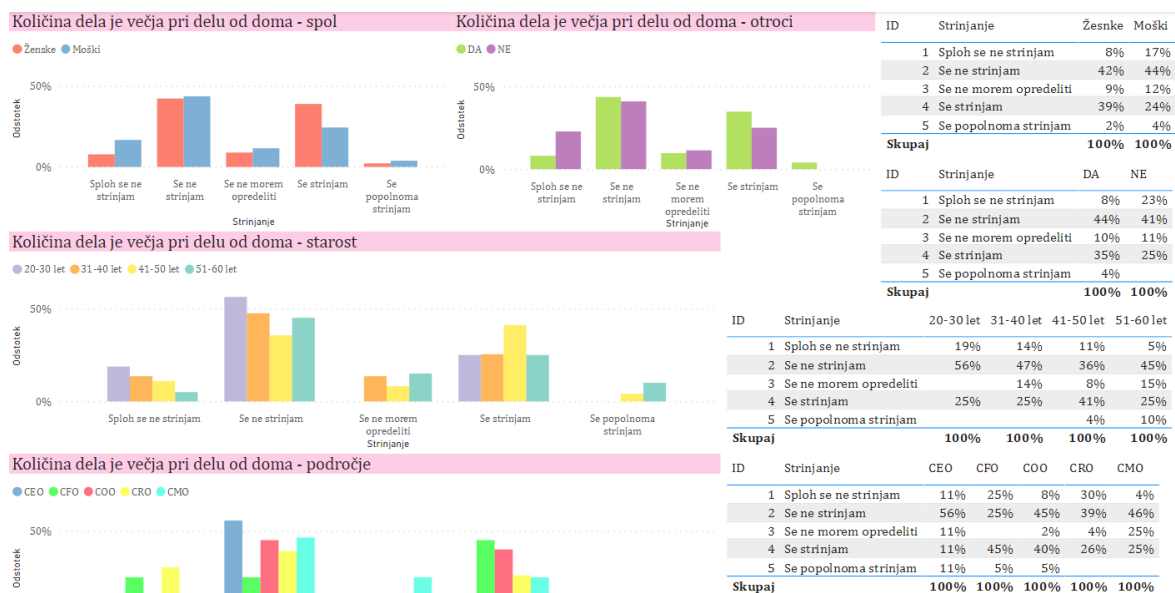 Količina dela je večja pri delu od doma - spol
Ženske Moški
50%
0%
Odstotek
Sploh se ne strinjam
Se ne strinjam
Se ne morem opredeliti
Se strinjam
Se popolnoma strinjam
Strinjanje
Količina dela je večja pri delu od doma - otroci
DA NE
50%
0%
Odstotek
Sploh se ne strinjam
Se ne strinjam
Se ne morem opredeliti
Se strinjam
Se popolnoma strinjam
Strinjanje
ID Strinjanje Žesnke Moški
1 Sploh se ne strinjam 8% 17%
2 Se ne strinjam 42% 44%
3 Se ne morem opredeliti 9% 12%
4 Se strinjam 39% 24%
5 Se popolnoma strinjam 2% 4%
Skupaj 100% 100%
ID Strinjanje DA NE
1 Sploh se ne strinjam 8% 23%
2 Se ne strinjam 44% 41%
3 Se ne morem opredeliti 10% 11%
4 Se strinjam 35% 25%
5 Se popolnoma strinjam 4%
Skupaj 100% 100%
Količina dela je večja pri delu od doma - starost
20-30 let 31-40 let 41-50 let 51-60 let
50%
0%
Odstotek
Sploh se ne strinjam
Se ne strinjam
Se ne morem opredeliti
Se strinjam
Se popolnoma strinjam
Strinjanje
ID Strinjanje 20-30 let 31-40 let 41-50 let 51-60 let
1 Sploh se ne strinjam 19% 14% 11% 5%
2 Se ne strinjam 56% 47% 36% 45%
3 Se ne morem opredeliti 14% 8% 15%
4 Se strinjam 25% 25% 41% 25%
5 Se popolnoma strinjam 4% 10%
Skupaj 100% 100% 100% 100%
Količina dela je večja pri delu od doma - področje
CEO CFO COO CRO CMO
50%
Odstotek
ID Strinjanje CEO CFO COO CRO CMO
1 Sploh se ne strinjam 11% 25% 8% 30% 4%
2 Se ne strinjam 56% 25% 45% 39% 46%
3 Se ne morem opredeliti 11% 2% 4% 25%
4 Se strinjam 11% 45% 40% 26% 25%
5 Se popolnoma strinjam 11% 5% 5%
Skupaj 100% 100% 100% 100% 100%